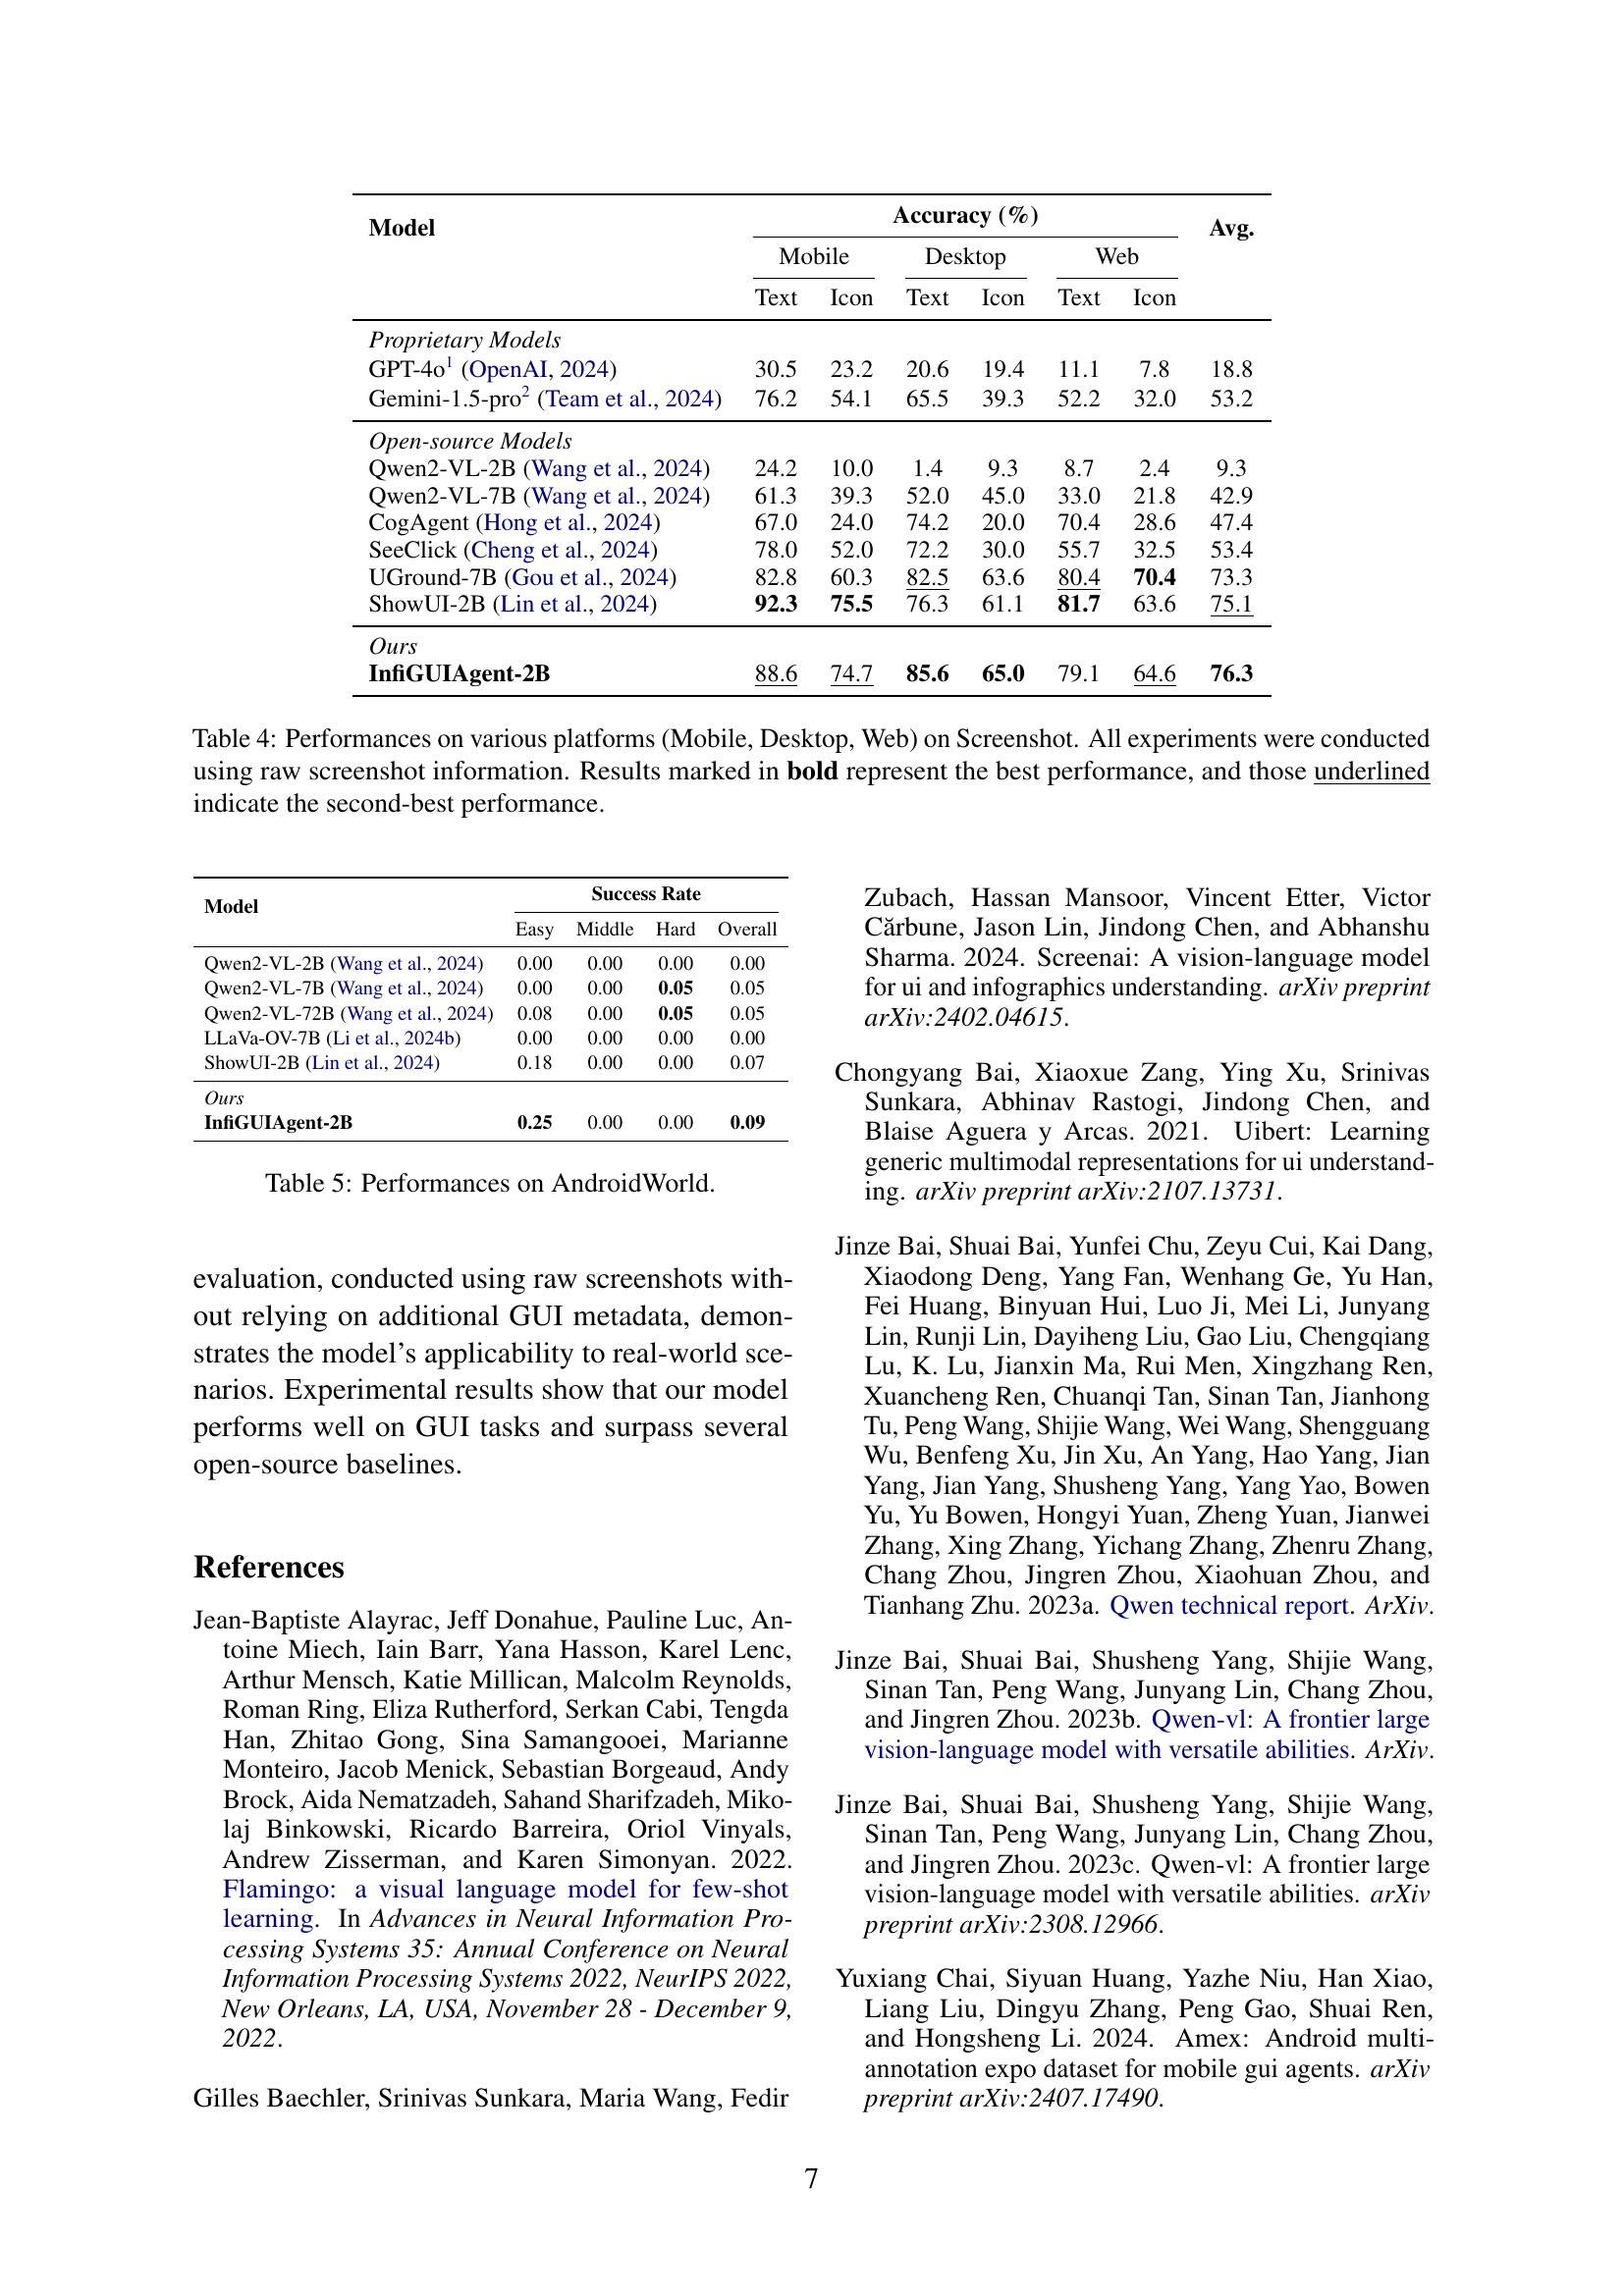 Model Accuracy (%) Avg.
Mobile Desktop Web
Text Icon Text Icon Text Icon
Proprietary Models
GPT-4o1 (OpenAI, 2024) 30.5 23.2 20.6 19.4 11.1 7.8 18.8
Gemini-1.5-pro2 (Team et al., 2024) 76.2 54.1 65.5 39.3 52.2 32.0 53.2
Open-source Models
Qwen2-VL-2B (Wang et al., 2024) 24.2 10.0 1.4 9.3 8.7 2.4 9.3
Qwen2-VL-7B (Wang et al., 2024) 61.3 39.3 52.0 45.0 33.0 21.8 42.9
CogAgent (Hong et al., 2024) 67.0 24.0 74.2 20.0 70.4 28.6 47.4
SeeClick (Cheng et al., 2024) 78.0 52.0 72.2 30.0 55.7 32.5 53.4
UGround-7B (Gou et al., 2024) 82.8 60.3 82.5 63.6 80.4 70.4 73.3
ShowUI-2B (Lin et al., 2024) 92.3 75.5 76.3 61.1 81.7 63.6 75.1
Ours
InfiGUIAgent-2B 88.6 74.7 85.6 65.0 79.1 64.6 76.3
Table 4: Performances on various platforms (Mobile, Desktop, Web) on Screenshot. All experiments were conducted
using raw screenshot information. Results marked in bold represent the best performance, and those underlined
indicate the second-best performance.
Model Success Rate
Easy Middle Hard Overall
Qwen2-VL-2B (Wang et al., 2024) 0.00 0.00 0.00 0.00
Qwen2-VL-7B (Wang et al., 2024) 0.00 0.00 0.05 0.05
Qwen2-VL-72B (Wang et al., 2024) 0.08 0.00 0.05 0.05
LLaVa-OV-7B (Li et al., 2024b) 0.00 0.00 0.00 0.00
ShowUI-2B (Lin et al., 2024) 0.18 0.00 0.00 0.07
Ours
InfiGUIAgent-2B 0.25 0.00 0.00 0.09
Table 5: Performances on AndroidWorld.
evaluation, conducted using raw screenshots with-
out relying on additional GUI metadata, demon-
strates the model's applicability to real-world sce-
narios. Experimental results show that our model
performs well on GUI tasks and surpass several
open-source baselines.
References
Jean-Baptiste Alayrac, Jeff Donahue, Pauline Luc, An-
toine Miech, Iain Barr, Yana Hasson, Karel Lenc,
Arthur Mensch, Katie Millican, Malcolm Reynolds,
Roman Ring, Eliza Rutherford, Serkan Cabi, Tengda
Han, Zhitao Gong, Sina Samangooei, Marianne
Monteiro, Jacob Menick, Sebastian Borgeaud, Andy
Brock, Aida Nematzadeh, Sahand Sharifzadeh, Miko-
laj Binkowski, Ricardo Barreira, Oriol Vinyals,
Andrew Zisserman, and Karen Simonyan. 2022.
Flamingo: a visual language model for few-shot
learning. In Advances in Neural Information Pro-
cessing Systems 35: Annual Conference on Neural
Information Processing Systems 2022, NeurIPS 2022,
New Orleans, LA, USA, November 28 - December 9,
2022.
Gilles Baechler, Srinivas Sunkara, Maria Wang, Fedir
Zubach, Hassan Mansoor, Vincent Etter, Victor
Cărbune, Jason Lin, Jindong Chen, and Abhanshu
Sharma. 2024. Screenai: A vision-language model
for ui and infographics understanding. arXiv preprint
arXiv:2402.04615.
Chongyang Bai, Xiaoxue Zang, Ying Xu, Srinivas
Sunkara, Abhinav Rastogi, Jindong Chen, and
Blaise Aguera y Arcas. 2021. Uibert: Learning
generic multimodal representations for ui understand-
ing. arXiv preprint arXiv:2107.13731.
Jinze Bai, Shuai Bai, Yunfei Chu, Zeyu Cui, Kai Dang,
Xiaodong Deng, Yang Fan, Wenhang Ge, Yu Han,
Fei Huang, Binyuan Hui, Luo Ji, Mei Li, Junyang
Lin, Runji Lin, Dayiheng Liu, Gao Liu, Chengqiang
Lu, K. Lu, Jianxin Ma, Rui Men, Xingzhang Ren,
Xuancheng Ren, Chuanqi Tan, Sinan Tan, Jianhong
Tu, Peng Wang, Shijie Wang, Wei Wang, Shengguang
Wu, Benfeng Xu, Jin Xu, An Yang, Hao Yang, Jian
Yang, Jian Yang, Shusheng Yang, Yang Yao, Bowen
Yu, Yu Bowen, Hongyi Yuan, Zheng Yuan, Jianwei
Zhang, Xing Zhang, Yichang Zhang, Zhenru Zhang,
Chang Zhou, Jingren Zhou, Xiaohuan Zhou, and
Tianhang Zhu. 2023a. Qwen technical report. ArXiv.
Jinze Bai, Shuai Bai, Shusheng Yang, Shijie Wang,
Sinan Tan, Peng Wang, Junyang Lin, Chang Zhou,
and Jingren Zhou. 2023b. Qwen-vl: A frontier large
vision-language model with versatile abilities. ArXiv.
Jinze Bai, Shuai Bai, Shusheng Yang, Shijie Wang,
Sinan Tan, Peng Wang, Junyang Lin, Chang Zhou,
and Jingren Zhou. 2023c. Qwen-vl: A frontier large
vision-language model with versatile abilities. arXiv
preprint arXiv:2308.12966.
Yuxiang Chai, Siyuan Huang, Yazhe Niu, Han Xiao,
Liang Liu, Dingyu Zhang, Peng Gao, Shuai Ren,
and Hongsheng Li. 2024. Amex: Android multi-
annotation expo dataset for mobile gui agents. arXiv
preprint arXiv:2407.17490.
7